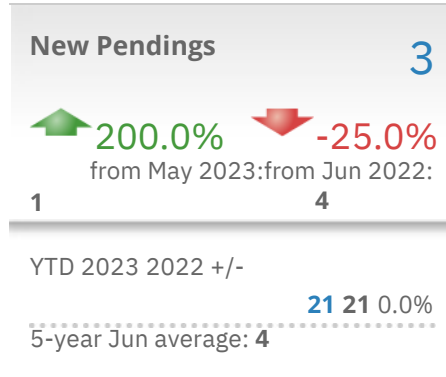 New Pendings 3
200.0% -25.0%
from May 2023:from Jun 2022:
1 4
YTD 2023 2022 +/-
21 21 0.0%
5-year Jun average: 4